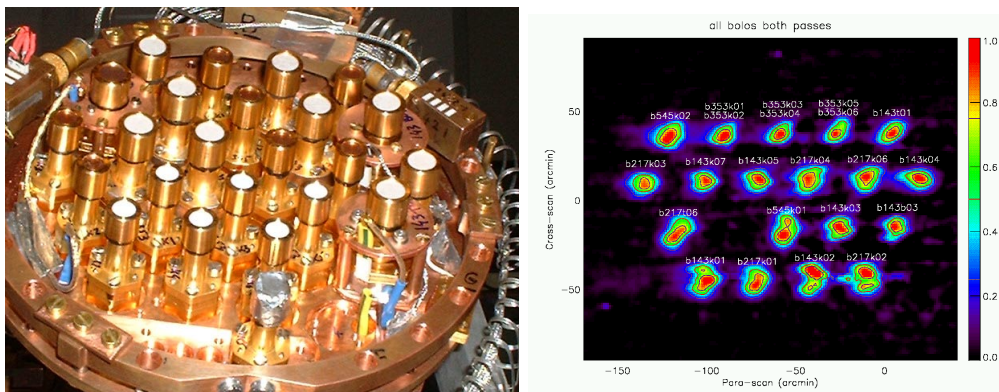 all bolos both passes
b353k01 b353k03 b353k05
b545k02 b353k02 b353k04 b353k06 b143t01
b217k03 b143k07 b143k05 b217k04 b217k06 b143k04
b217t06 b545k01 b143k03 b143b03
b143k01 b217k01 b143k02 b217k02
50
0
-50
Cross-scan (arcmin)
-150 -100 -50 0
Para-scan (arcmin)
1.0
0.8
0.6
0.4
0.2
0.0